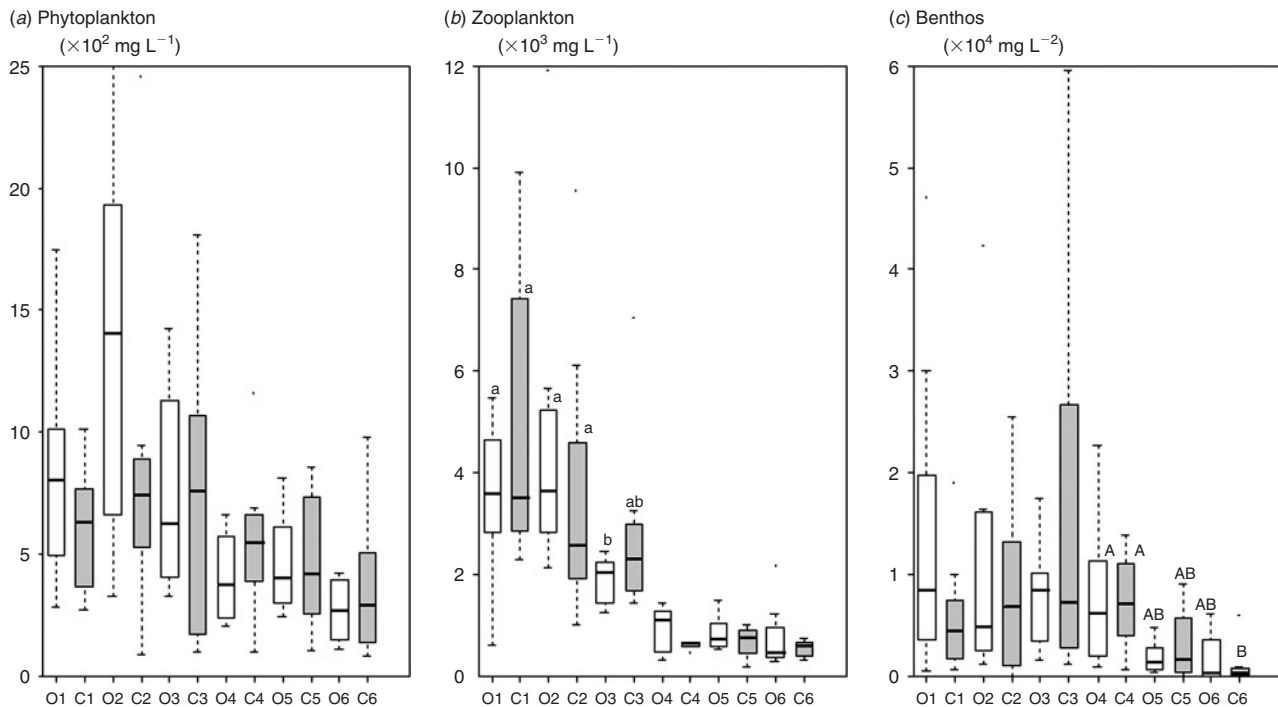 (a) Phytoplankton
(×10² mg L⁻¹)
25
20
15
10
5
0
O1 C1 O2 C2 O3 C3 O4 C4 O5 C5 O6 C6
(b) Zooplankton
(×10³ mg L⁻¹)
12
10
8
6
4
2
0
a
a
a
a
b
ab
O1 C1 O2 C2 O3 C3 O4 C4 O5 C5 O6 C6
(c) Benthos
(×10⁴ mg L⁻²)
6
5
4
3
2
1
0
A A
AB
AB
AB
B
O1 C1 O2 C2 O3 C3 O4 C4 O5 C5 O6 C6